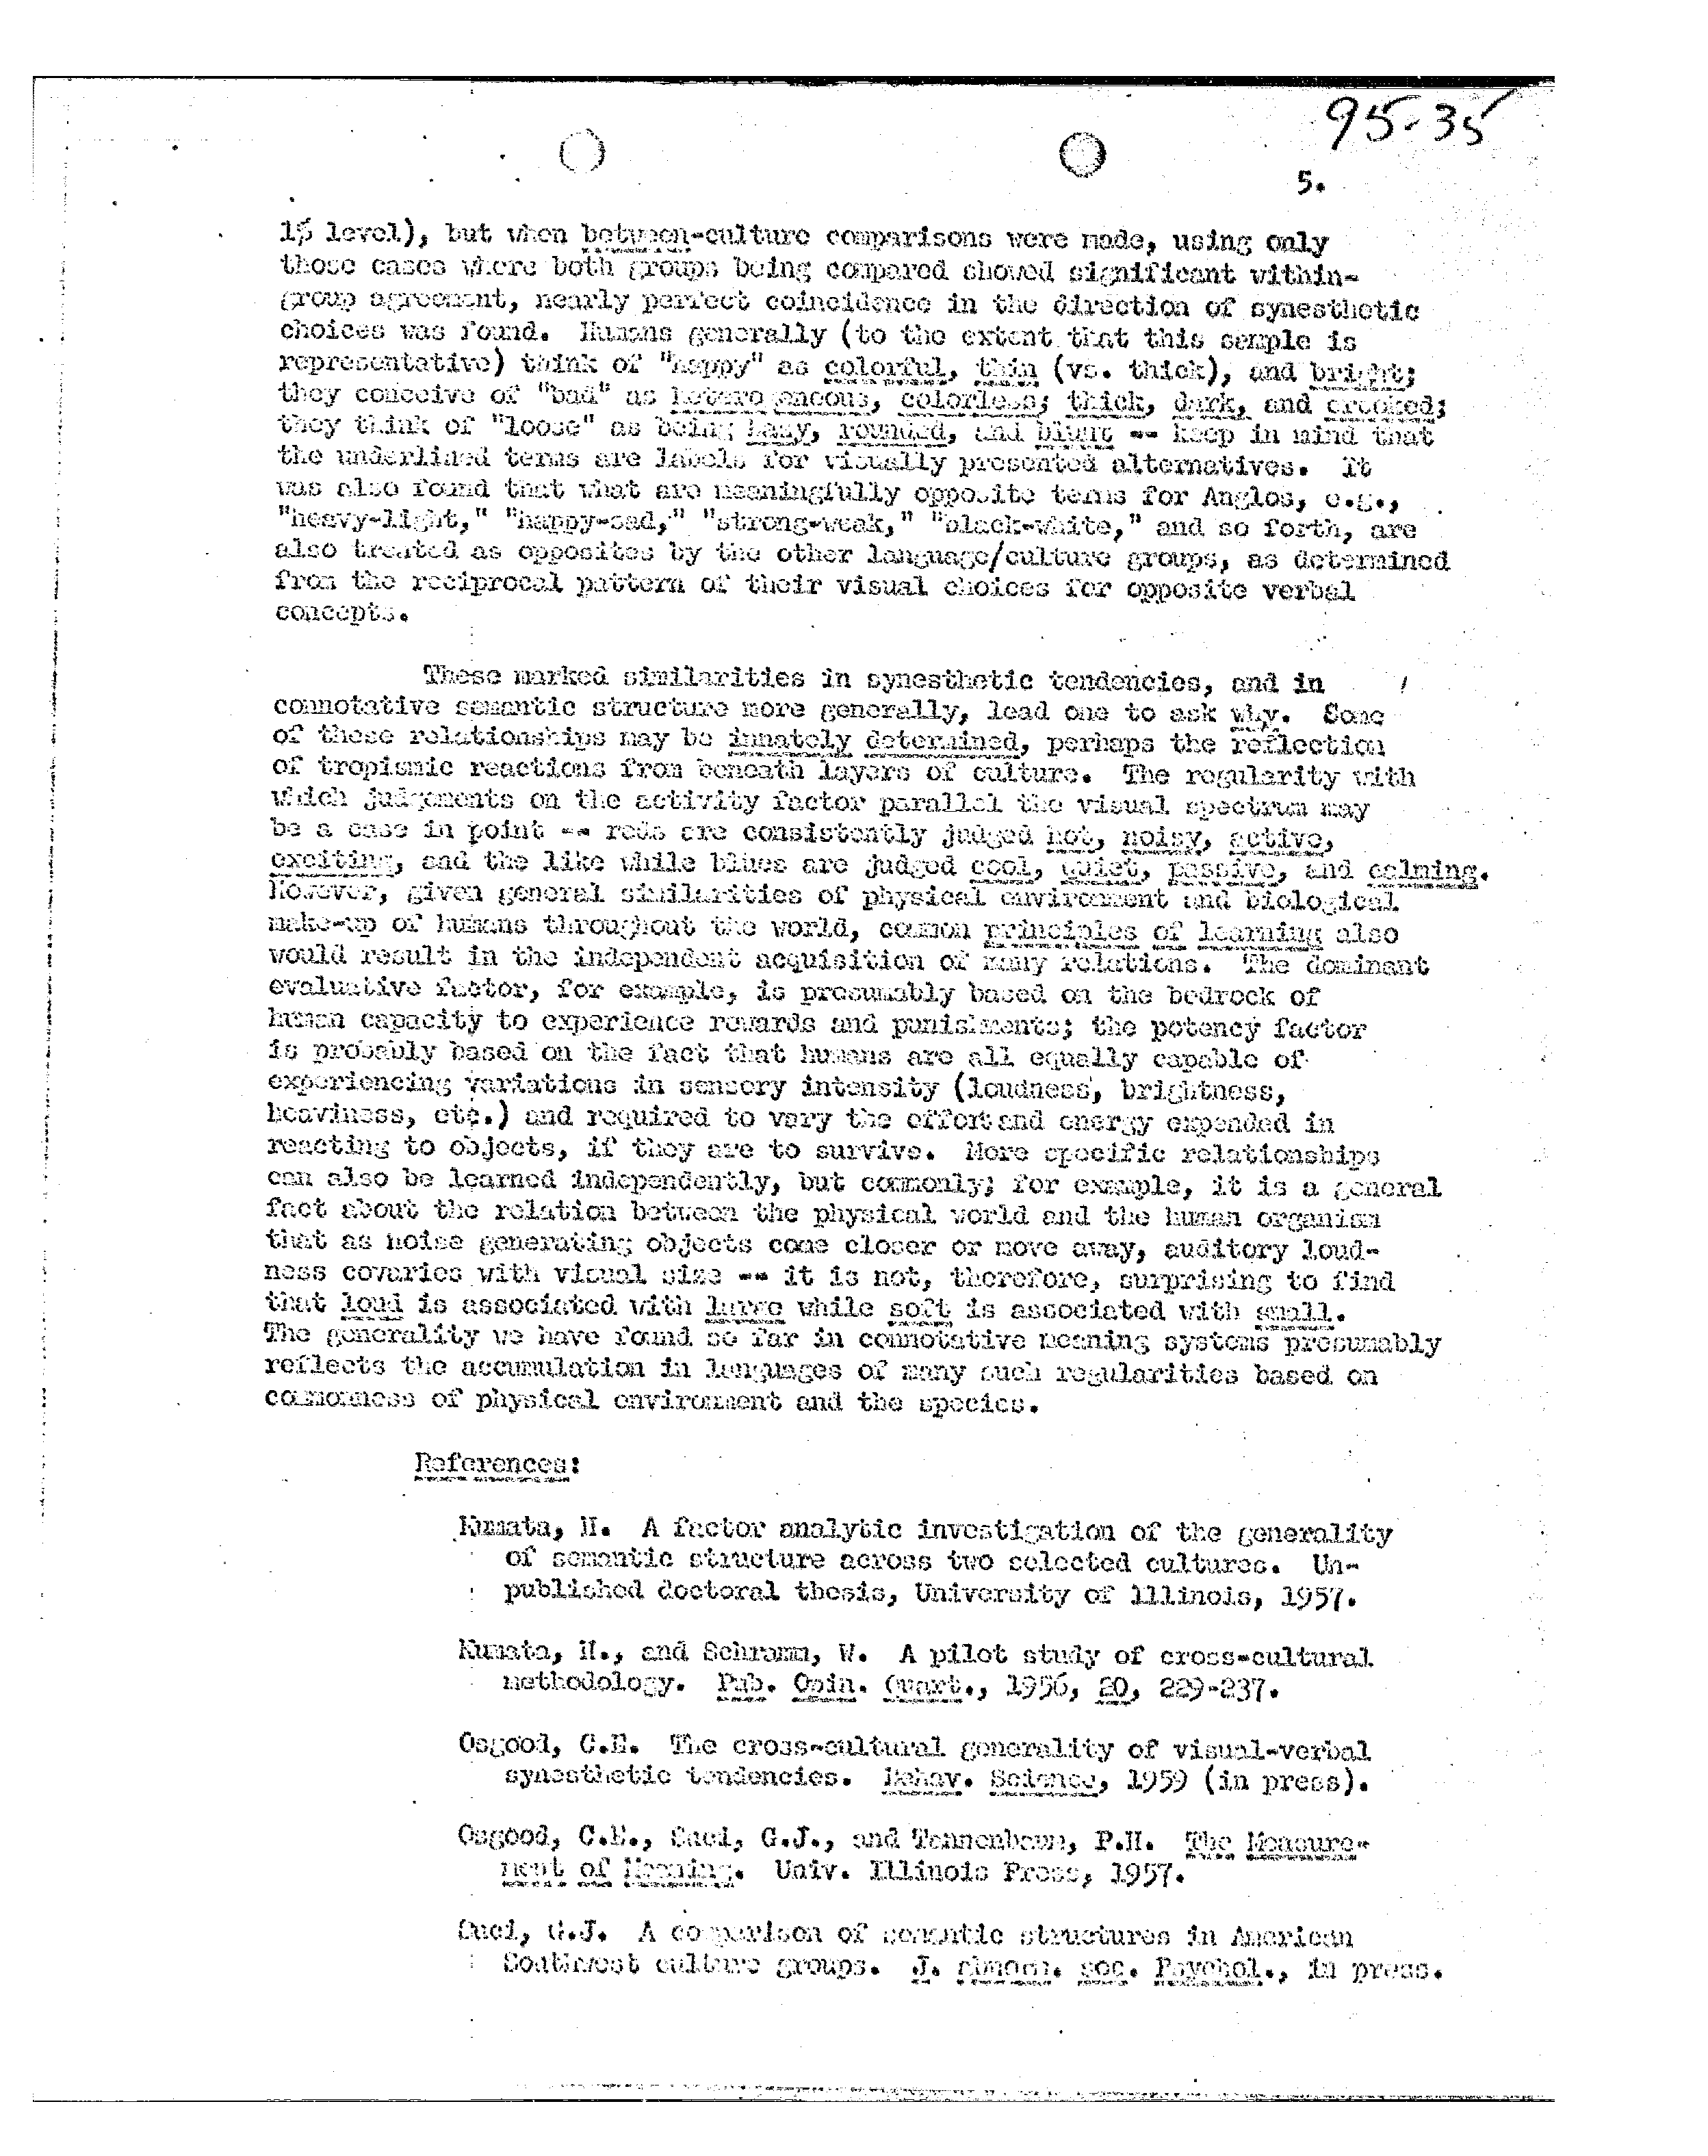 95-35
5.
1% level), but when between-culture comparisons were made, using only
those cases where both groups being compared showed significant within-
group agreement, nearly perfect coincidence in the direction of synesthetic
choices was found. Humans generally (to the extent that this sample is
representative) think of "happy" as colorful, thin (vs. thick), and bright;
they conceive of "bad" as heterogeneous, colorless, thick, dark, and crooked;
they think of "loose" as being hazy, rounded, and blunt -- keep in mind that
the underlined terms are labels for visually presented alternatives. It
was also found that what are meaningfully opposite terms for Anglos, e.g.,
"heavy-light," "happy-sad," "strong-weak," "black-white," and so forth, are
also treated as opposites by the other language/culture groups, as determined
from the reciprocal pattern of their visual choices for opposite verbal
concepts.
These marked similarities in synesthetic tendencies, and in
connotative semantic structure more generally, lead one to ask why. Some
of these relationships may be innately determined, perhaps the reflection
of tropismic reactions from beneath layers of culture. The regularity with
which judgements on the activity factor parallel the visual spectrum may
be a case in point -- reds are consistently judged hot, noisy, active,
exciting, and the like while blues are judged cool, quiet, passive, and calming.
However, given general similarities of physical environment and biological
make-up of humans throughout the world, common principles of learning also
would result in the independent acquisition of many relations. The dominant
evaluative factor, for example, is presumably based on the bedrock of
human capacity to experience rewards and punishments; the potency factor
is probably based on the fact that humans are all equally capable of
experiencing variations in sensory intensity (loudness, brightness,
heaviness, etc.) and required to vary the effort and energy expended in
reacting to objects, if they are to survive. More specific relationships
can also be learned independently, but commonly; for example, it is a general
fact about the relation between the physical world and the human organism
that as noise generating objects come closer or move away, auditory loud-
ness covaries with visual size -- it is not, therefore, surprising to find
that loud is associated with large while soft is associated with small.
The generality we have found so far in connotative meaning systems presumably
reflects the accumulation in languages of many such regularities based on
commonness of physical environment and the species.
References:
Kumata, H. A factor analytic investigation of the generality
of semantic structure across two selected cultures. Un-
published doctoral thesis, University of Illinois, 1957.
Kumata, H., and Schramm, W. A pilot study of cross-cultural
methodology. Pub. Opin. Quart., 1956, 20, 229-237.
Osgood, C.E. The cross-cultural generality of visual-verbal
synesthetic tendencies. Behav. Science, 1959 (in press).
Osgood, C.E., Suci, G.J., and Tannenbaum, P.H. The Measure-
ment of Meaning. Univ. Illinois Press, 1957.
Suci, G.J. A comparison of semantic structures in American
Southwest culture groups. J. abnorm. soc. Psychol., in press.